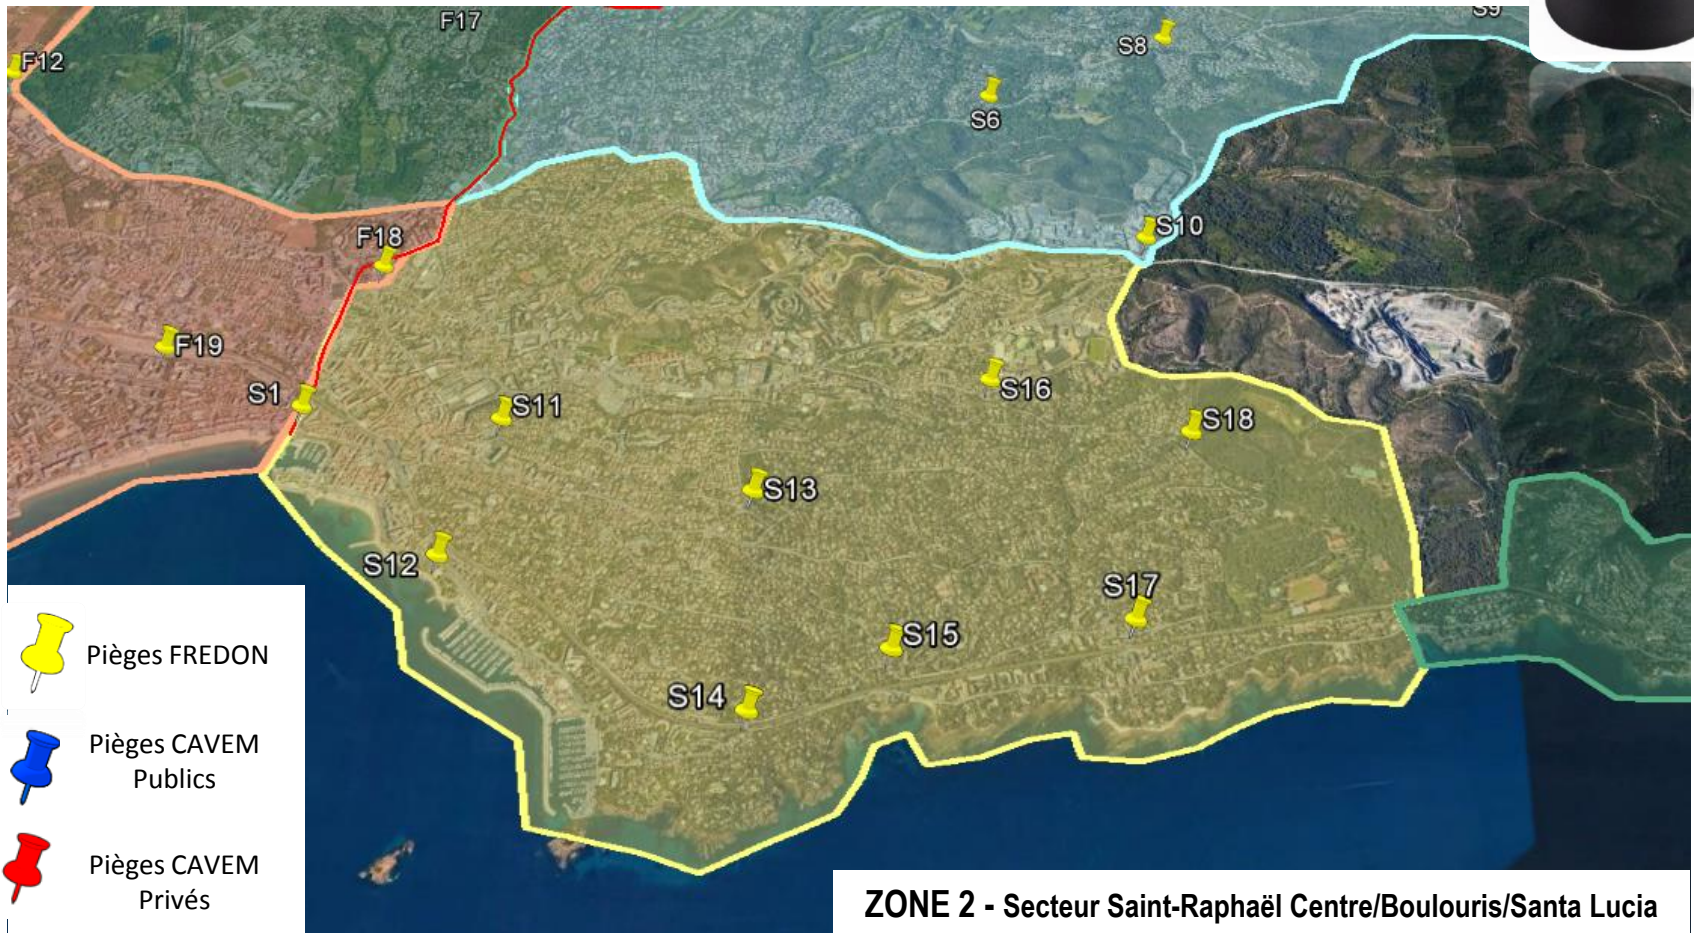 F17
S9
S8
F12
S6
S10
F18
F19
S1
S11
S16
S18
S13
S12
S17
S15
S14
Pièges FREDON
Pièges CAVEM
Publics
Pièges CAVEM
Privés
ZONE 2 - Secteur Saint-Raphaël Centre/Boulouris/Santa Lucia